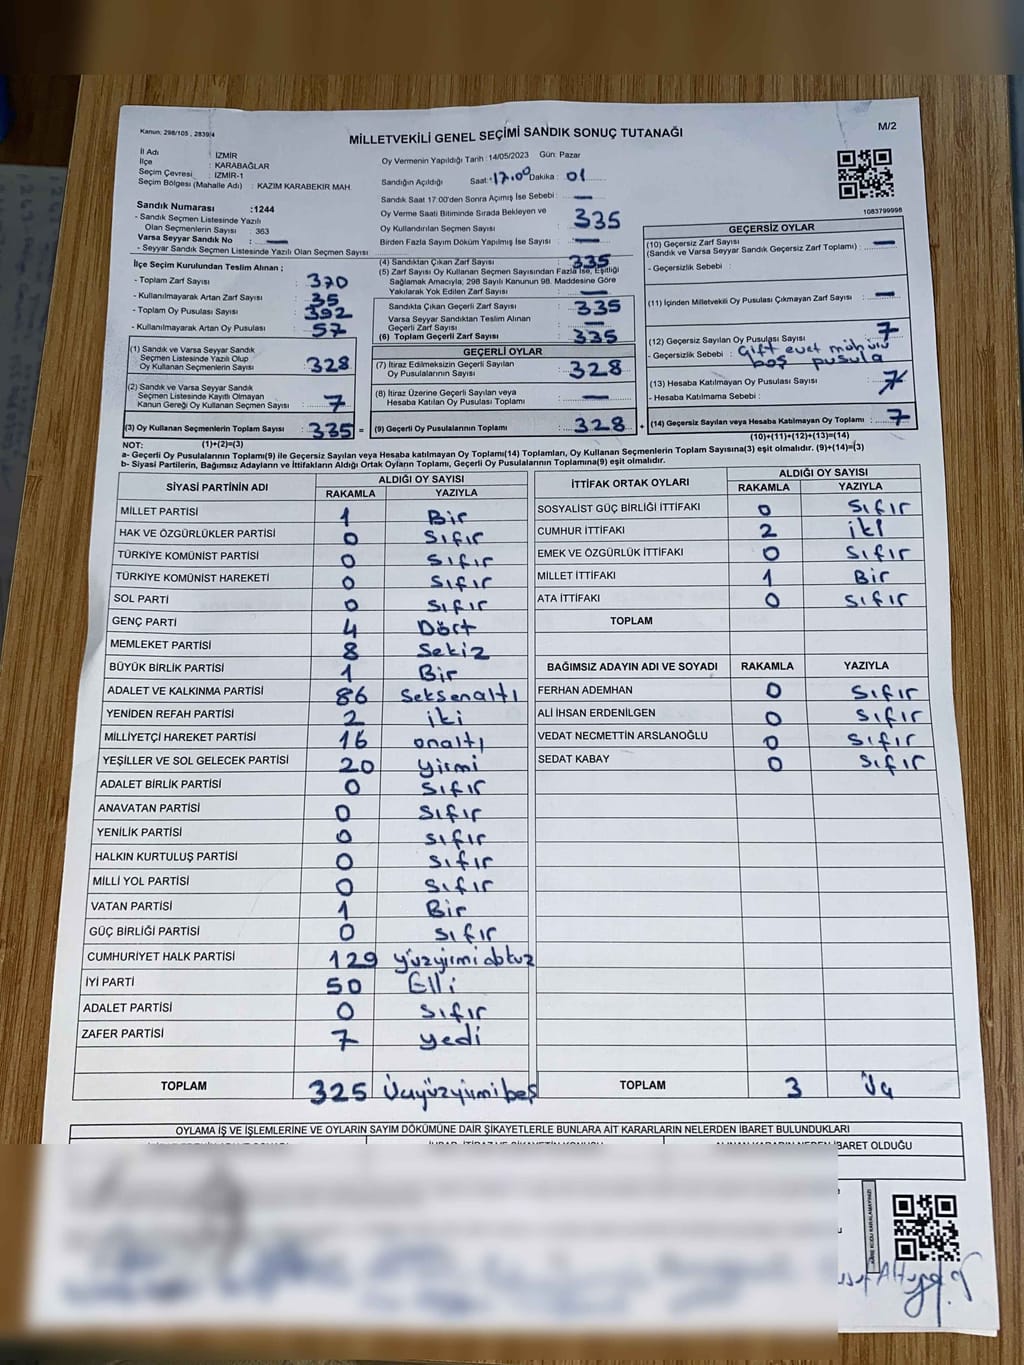 Kanun: 298/105 , 2839/4
MİLLETVEKİLİ GENEL SEÇİMİ SANDIK SONUÇ TUTANAĞI
M/2
İl Adı : İZMİR
İlçe : KARABAĞLAR
Seçim Çevresi : İZMİR-1
Seçim Bölgesi (Mahalle Adı) : KAZIM KARABEKİR MAH.
Oy Vermenin Yapıldığı Tarih : 14/05/2023 Gün: Pazar
Sandığın Açıldığı Saat: 17.00 Dakika: 01
Sandık Saat 17:00'den Sonra Açımış İse Sebebi : —
Oy Verme Saati Bitiminde Sırada Bekleyen ve
Oy Kullandırılan Seçmen Sayısı : 335
Birden Fazla Sayım Döküm Yapılmış İse Sayısı : —
1083799998
Sandık Numarası :1244
- Sandık Seçmen Listesinde Yazılı
Olan Seçmenlerin Sayısı : 363
Varsa Seyyar Sandık No : —
- Seyyar Sandık Seçmen Listesinde Yazılı Olan Seçmen Sayısı
İlçe Seçim Kurulundan Teslim Alınan ;
- Toplam Zarf Sayısı : 370
- Kullanılmayarak Artan Zarf Sayısı : 35
- Toplam Oy Pusulası Sayısı : 392
- Kullanılmayarak Artan Oy Pusulası : 57
(1) Sandık ve Varsa Seyyar Sandık
Seçmen Listesinde Yazılı Olup
Oy Kullanan Seçmenlerin Sayısı : 328
(2) Sandık ve Varsa Seyyar Sandık
Seçmen Listesinde Kayıtlı Olmayan
Kanun Gereği Oy Kullanan Seçmen Sayısı : 7
(3) Oy Kullanan Seçmenlerin Toplam Sayısı : 335 =
(4) Sandıktan Çıkan Zarf Sayısı : 335
(5) Zarf Sayısı Oy Kullanan Seçmen Sayısından Fazla İse, Eşitliği
Sağlamak Amacıyla; 298 Sayılı Kanunun 98. Maddesine Göre
Yakılarak Yok Edilen Zarf Sayısı : —
Sandıkta Çıkan Geçerli Zarf Sayısı : 335
Varsa Seyyar Sandıktan Teslim Alınan
Geçerli Zarf Sayısı : —
(6) Toplam Geçerli Zarf Sayısı : 335
GEÇERLİ OYLAR
(7) İtiraz Edilmeksizin Geçerli Sayılan
Oy Pusulalarının Sayısı : 328
(8) İtiraz Üzerine Geçerli Sayılan veya
Hesaba Katılan Oy Pusulası Toplamı : —
(9) Geçerli Oy Pusulalarının Toplamı : 328 +
GEÇERSİZ OYLAR
(10) Geçersiz Zarf Sayısı : —
(Sandık ve Varsa Seyyar Sandık Geçersiz Zarf Toplamı) :
- Geçersizlik Sebebi :
(11) İçinden Milletvekili Oy Pusulası Çıkmayan Zarf Sayısı : —
(12) Geçersiz Sayılan Oy Pusulası Sayısı : 7
- Geçersizlik Sebebi : Çift evet mühürlü
boş pusula
(13) Hesaba Katılmayan Oy Pusulası Sayısı :
- Hesaba Katılmama Sebebi :
(14) Geçersiz Sayılan veya Hesaba Katılmayan Oy Toplamı : 7
NOT: (1)+(2)=(3) (10)+(11)+(12)+(13)=(14)
a- Geçerli Oy Pusulalarının Toplamı(9) ile Geçersiz Sayılan veya Hesaba katılmayan Oy Toplamı(14) Toplamları, Oy Kullanan Seçmenlerin Toplam Sayısına(3) eşit olmalıdır. (9)+(14)=(3)
b- Siyasi Partilerin, Bağımsız Adayların ve İttifakların Aldığı Ortak Oyların Toplamı, Geçerli Oy Pusulalarının Toplamına(9) eşit olmalıdır.
SİYASİ PARTİNİN ADI ALDIĞI OY SAYISI
RAKAMLA YAZIYLA
MİLLET PARTİSİ 1 Bir
HAK VE ÖZGÜRLÜKLER PARTİSİ 0 Sıfır
TÜRKİYE KOMÜNİST PARTİSİ 0 Sıfır
TÜRKİYE KOMÜNİST HAREKETİ 0 Sıfır
SOL PARTİ 0 Sıfır
GENÇ PARTİ 4 Dört
MEMLEKET PARTİSİ 8 Sekiz
BÜYÜK BİRLİK PARTİSİ 1 Bir
ADALET VE KALKINMA PARTİSİ 86 Seksenaltı
YENİDEN REFAH PARTİSİ 2 iki
MİLLİYETÇİ HAREKET PARTİSİ 16 onaltı
YEŞİLLER VE SOL GELECEK PARTİSİ 20 Yirmi
ADALET BİRLİK PARTİSİ 0 Sıfır
ANAVATAN PARTİSİ 0 Sıfır
YENİLİK PARTİSİ 0 Sıfır
HALKIN KURTULUŞ PARTİSİ 0 Sıfır
MİLLİ YOL PARTİSİ 0 Sıfır
VATAN PARTİSİ 1 Bir
GÜÇ BİRLİĞİ PARTİSİ 0 Sıfır
CUMHURİYET HALK PARTİSİ 129 yüzyirmidokuz
İYİ PARTİ 50 Elli
ADALET PARTİSİ 0 Sıfır
ZAFER PARTİSİ 7 yedi
TOPLAM 325 Üçyüzyirmibeş
İTTİFAK ORTAK OYLARI ALDIĞI OY SAYISI
RAKAMLA YAZIYLA
SOSYALİST GÜÇ BİRLİĞİ İTTİFAKI 0 Sıfır
CUMHUR İTTİFAKI 2 iki
EMEK VE ÖZGÜRLÜK İTTİFAKI 0 Sıfır
MİLLET İTTİFAKI 1 Bir
ATA İTTİFAKI 0 Sıfır
TOPLAM
BAĞIMSIZ ADAYIN ADI VE SOYADI RAKAMLA YAZIYLA
FERHAN ADEMHAN 0 Sıfır
ALİ İHSAN ERDENİLGEN 0 Sıfır
VEDAT NECMETTİN ARSLANOĞLU 0 Sıfır
SEDAT KABAY 0 Sıfır
TOPLAM 3 Üç
OYLAMA İŞ VE İŞLEMLERİNE VE OYLARIN SAYIM DÖKÜMÜNE DAİR ŞİKAYETLERLE BUNLARA AİT KARARLARIN NELERDEN İBARET BULUNDUKLARI
ALINAN KARARIN NEDEN İBARET OLDUĞU